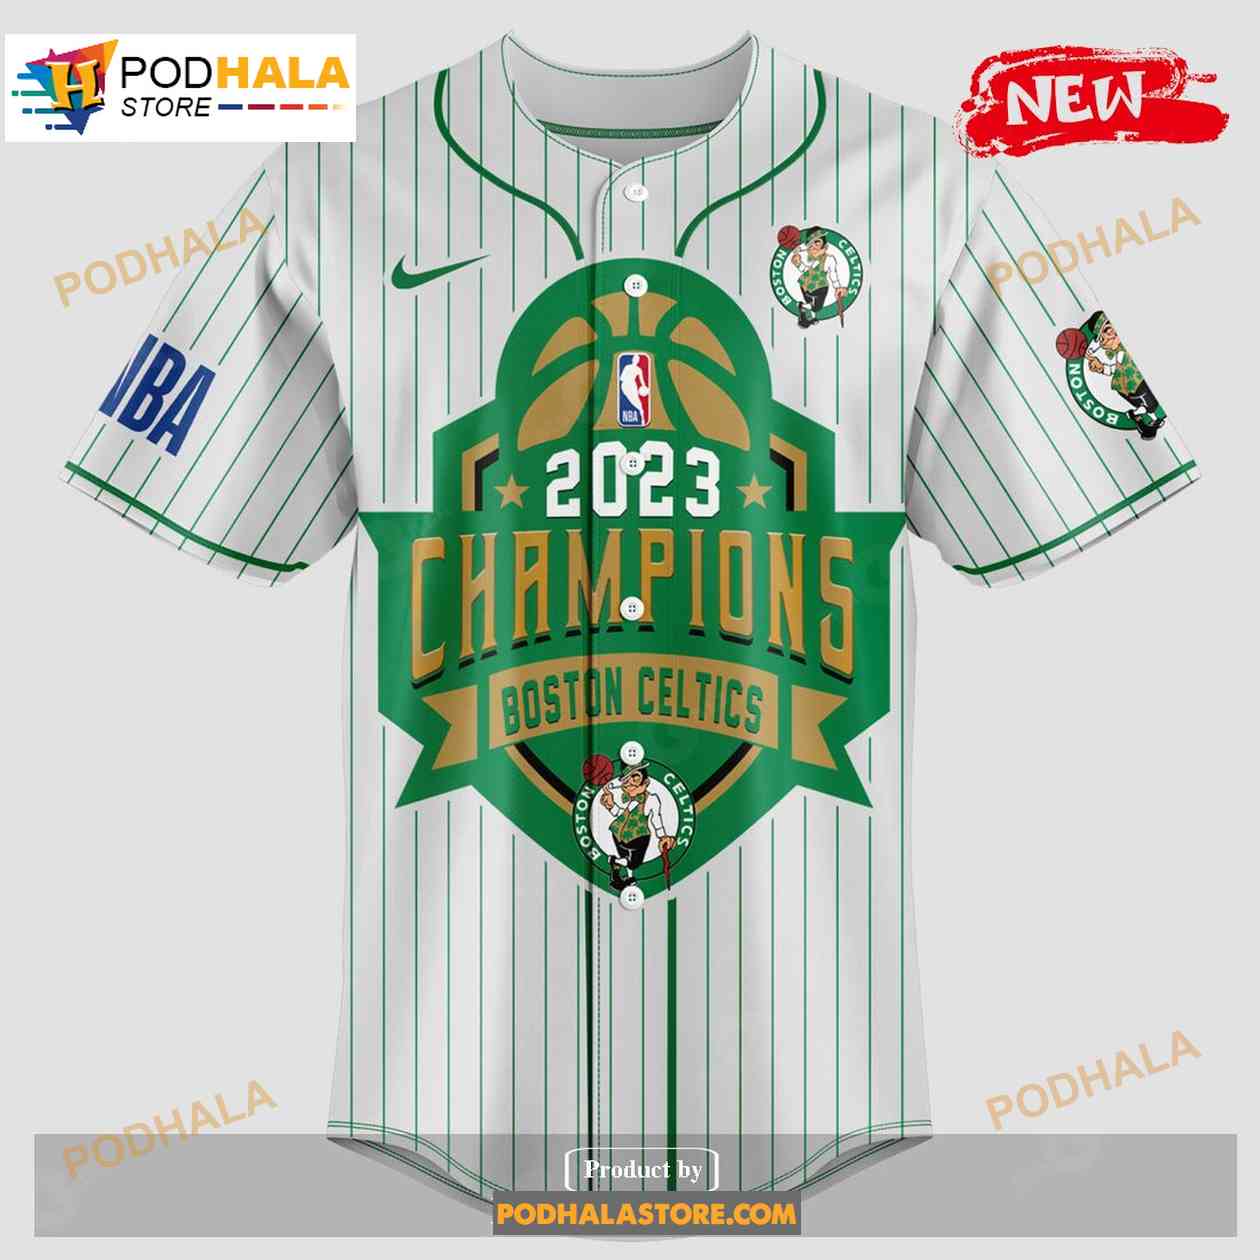 PODHALA
STORE
NEW
PODHALA
PODHALA
BOSTON CELTICS
NBA
BOSTON
NBA
2023
CHAMPIONS
BOSTON CELTICS
BOSTON CELTICS
PODHALA
PODHALA
Product by
PODHALASTORE.COM